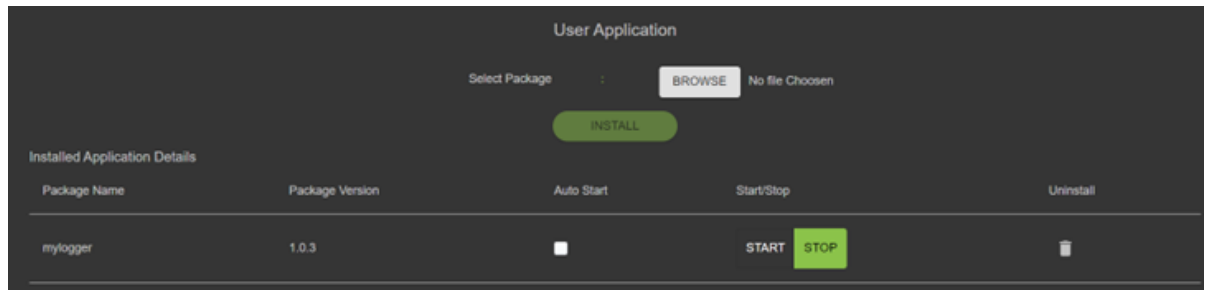 User Application
Select Package : BROWSE No file Choosen
INSTALL
Installed Application Details
Package Name Package Version Auto Start Start/Stop Uninstall
mylogger 1.0.3 START STOP